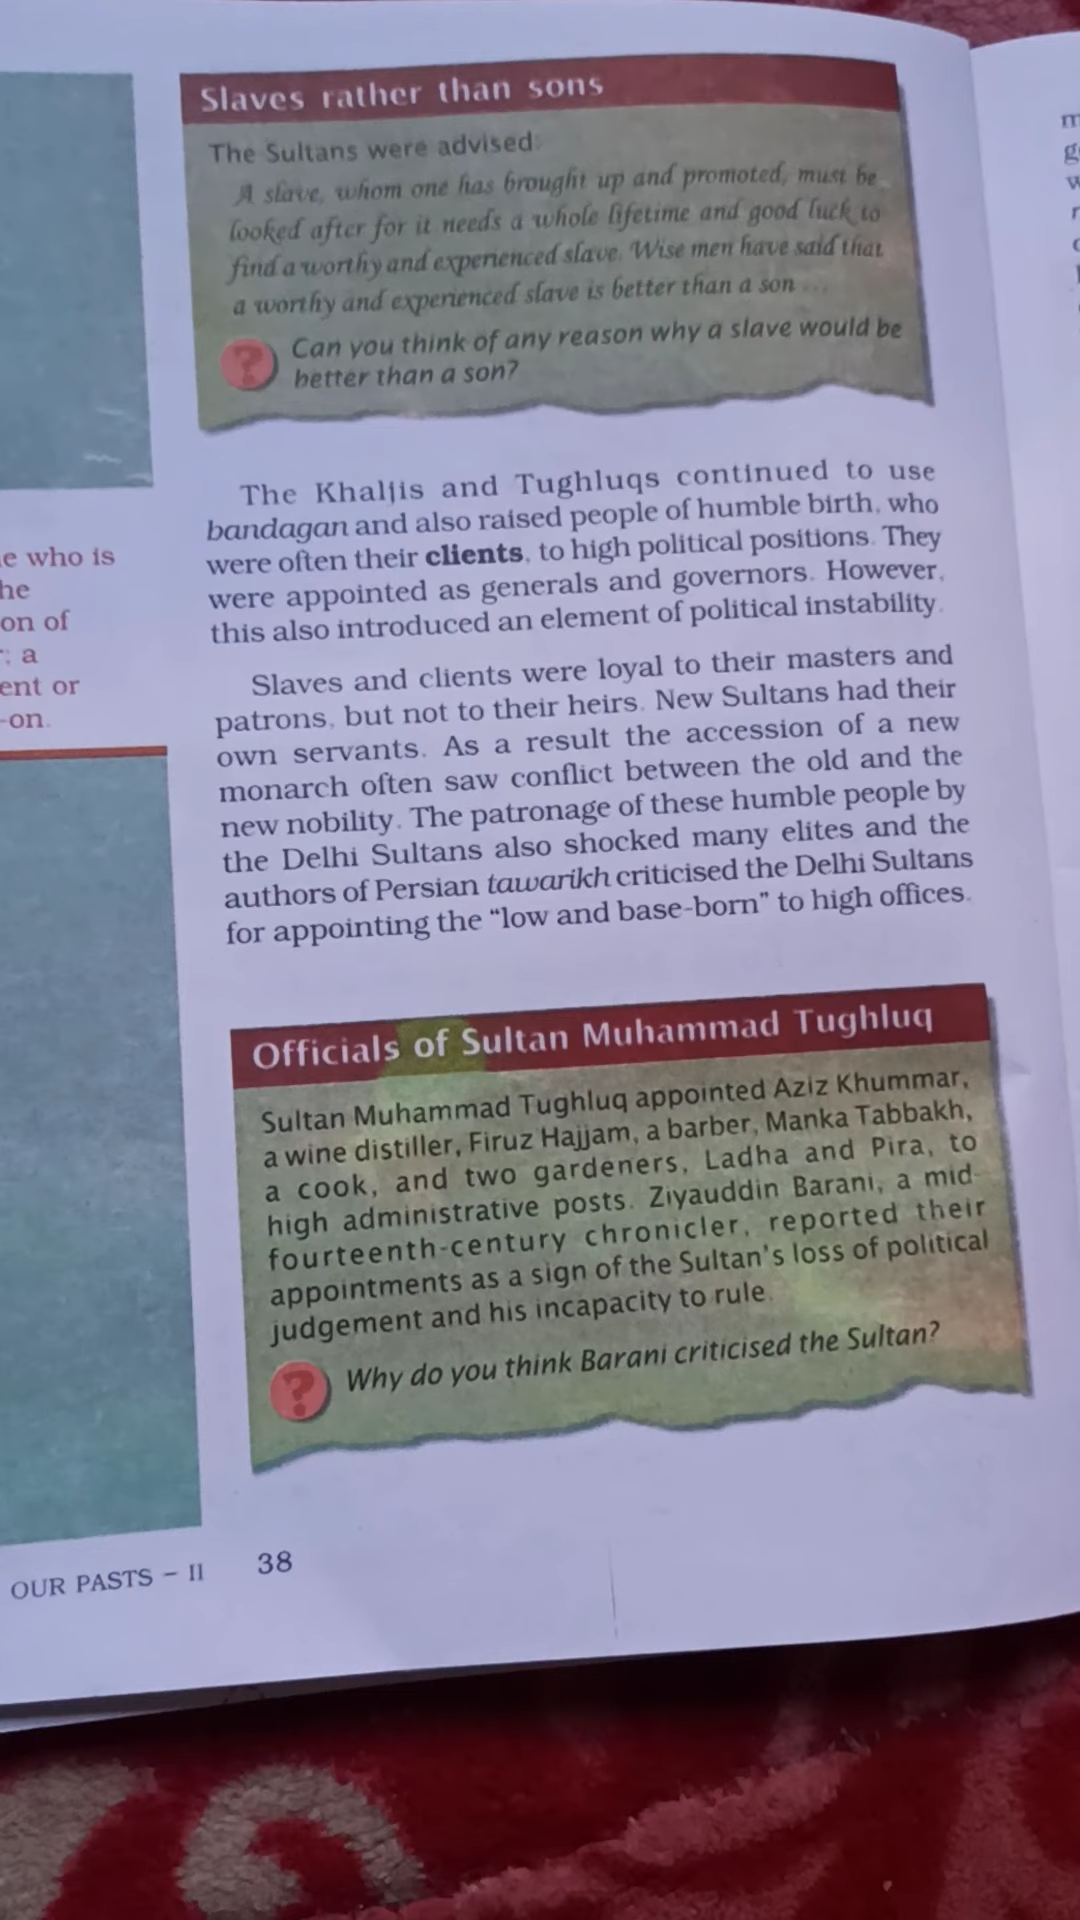 Slaves rather than sons
The Sultans were advised:
A slave, whom one has brought up and promoted, must be
looked after for it needs a whole lifetime and good luck to
find a worthy and experienced slave. Wise men have said that
a worthy and experienced slave is better than a son ...
?
Can you think of any reason why a slave would be
better than a son?
The Khaljis and Tughluqs continued to use
bandagan and also raised people of humble birth, who
were often their clients, to high political positions. They
were appointed as generals and governors. However,
this also introduced an element of political instability.
Slaves and clients were loyal to their masters and
patrons, but not to their heirs. New Sultans had their
own servants. As a result the accession of a new
monarch often saw conflict between the old and the
new nobility. The patronage of these humble people by
the Delhi Sultans also shocked many elites and the
authors of Persian tawarikh criticised the Delhi Sultans
for appointing the “low and base-born” to high offices.
e who is
he
on of
; a
ent or
-on.
Officials of Sultan Muhammad Tughluq
Sultan Muhammad Tughluq appointed Aziz Khummar,
a wine distiller, Firuz Hajjam, a barber, Manka Tabbakh,
a cook, and two gardeners, Ladha and Pira, to
high administrative posts. Ziyauddin Barani, a mid-
fourteenth-century chronicler, reported their
appointments as a sign of the Sultan's loss of political
judgement and his incapacity to rule.
?
Why do you think Barani criticised the Sultan?
OUR PASTS – II 38